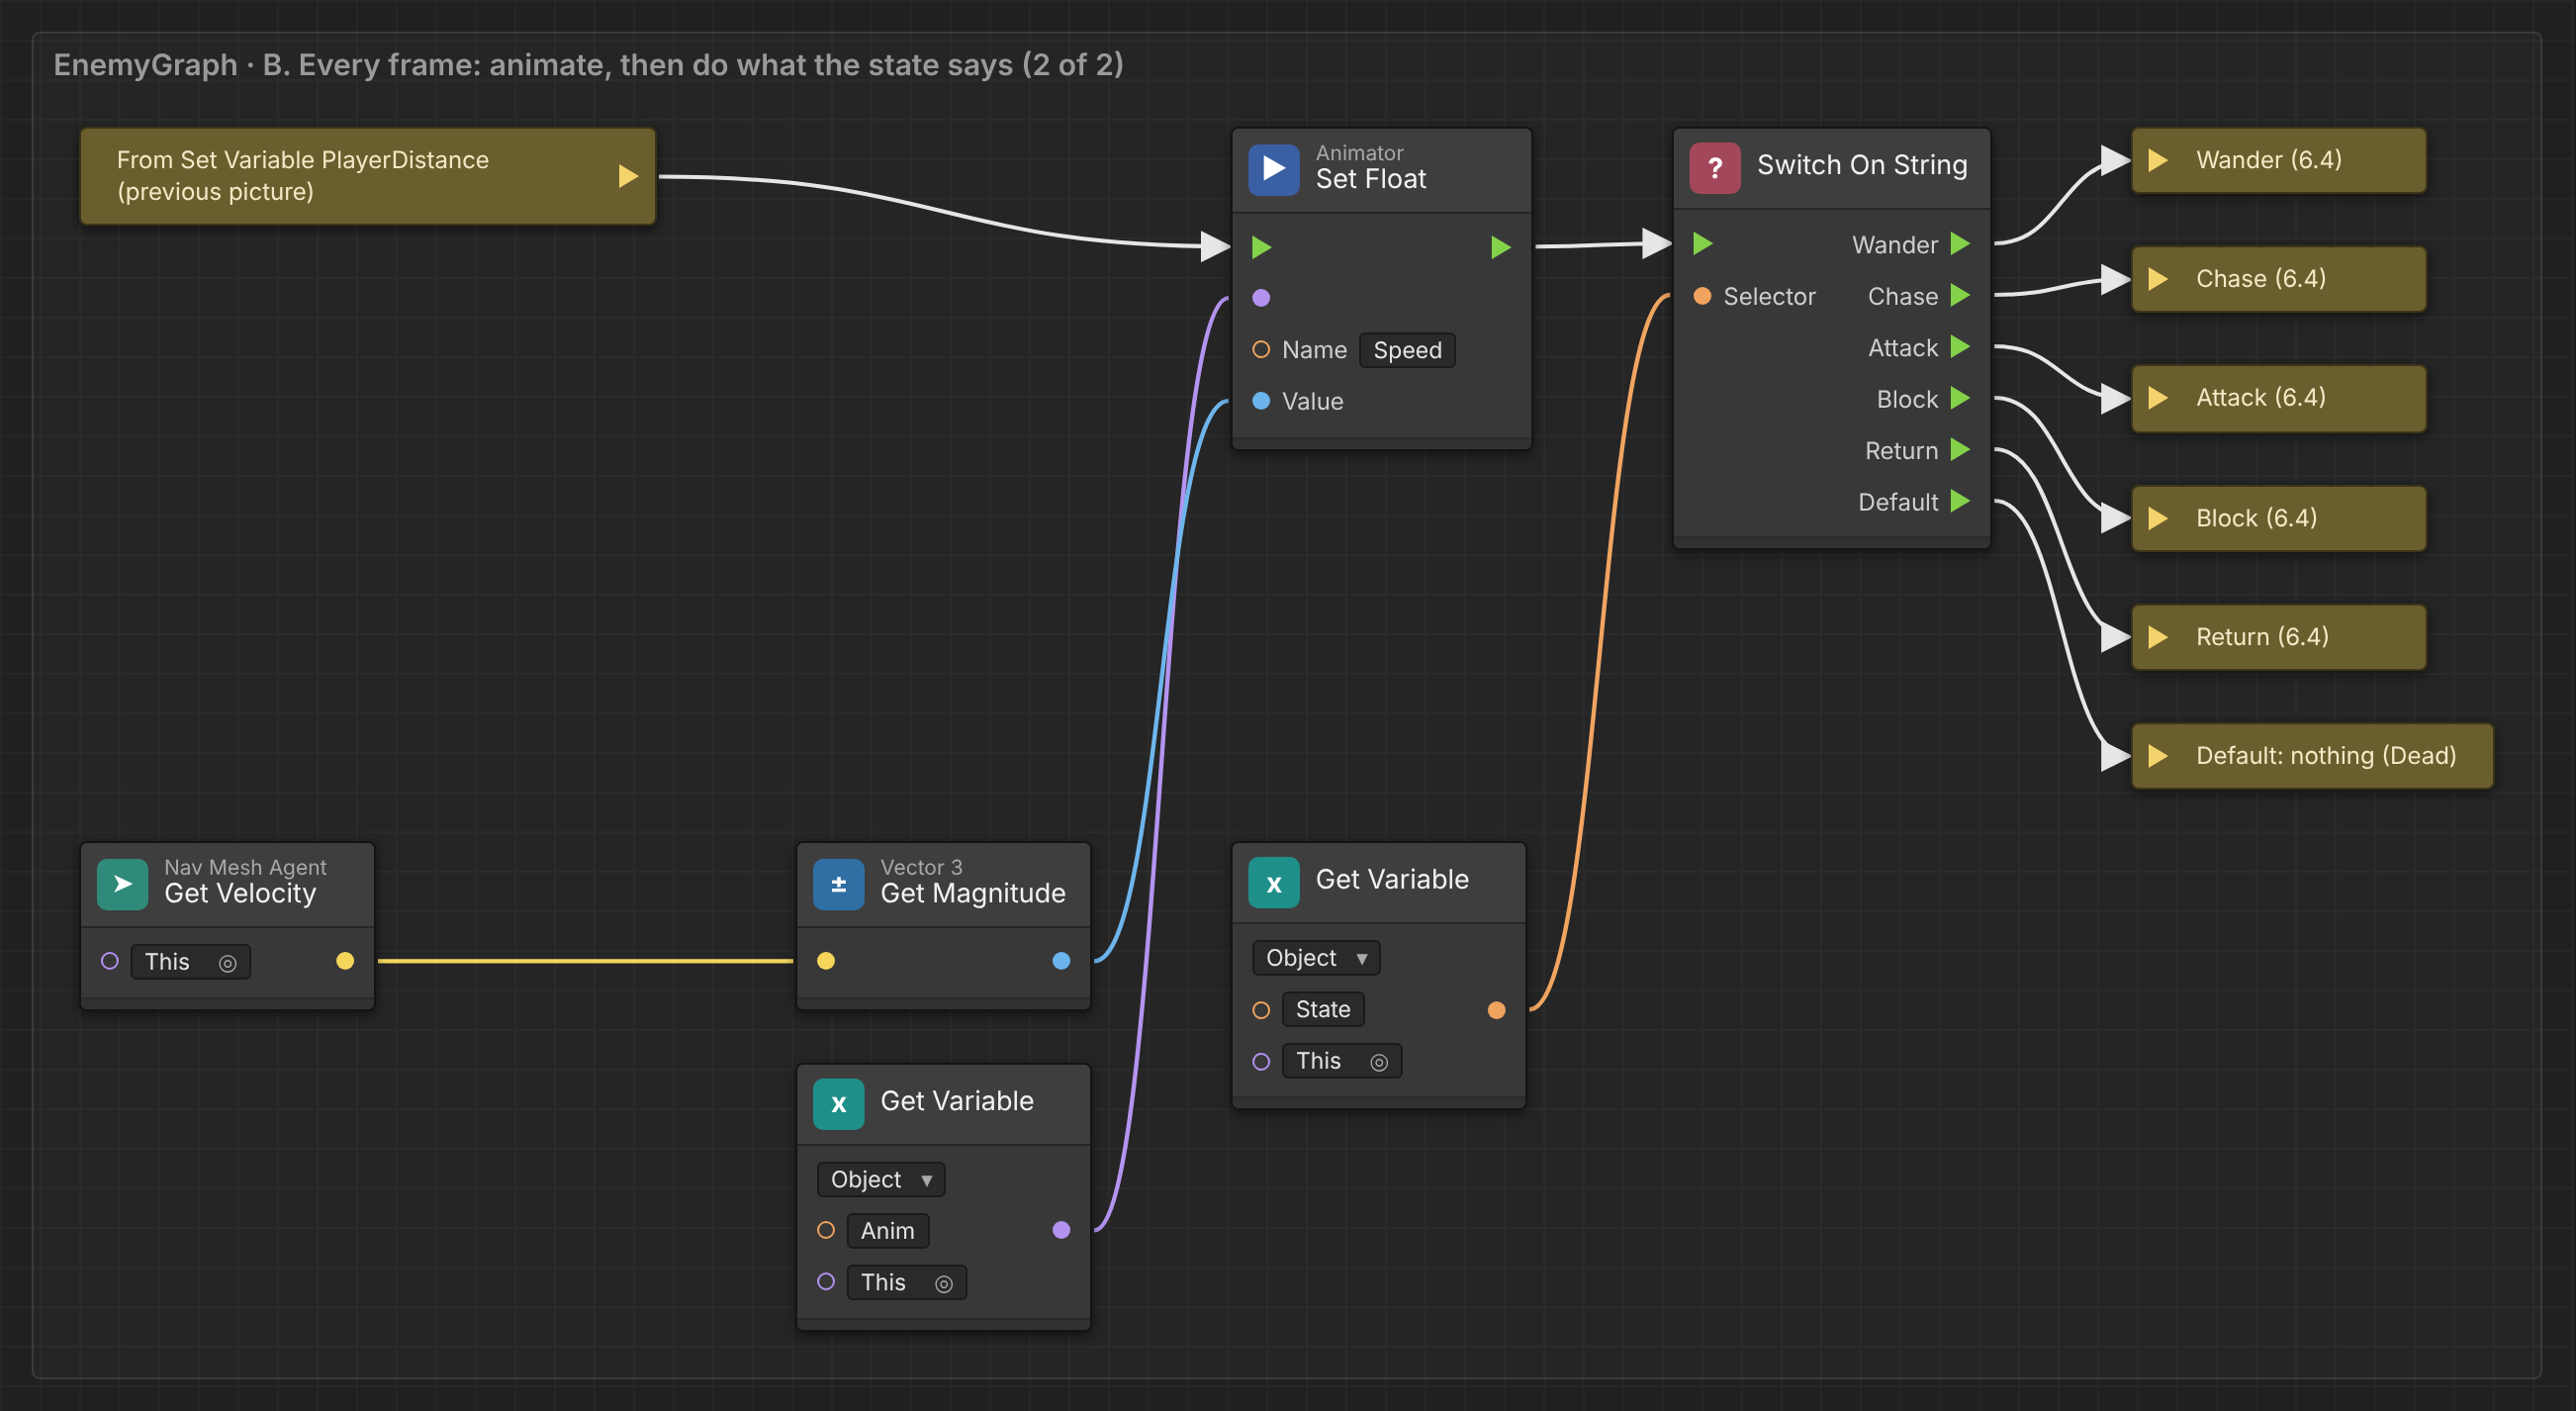 EnemyGraph · B. Every frame: animate, then do what the state says (2 of 2)
From Set Variable PlayerDistance
(previous picture)
Animator
Set Float
Name Speed
Value
? Switch On String
Wander
Selector Chase
Attack
Block
Return
Default
Wander (6.4)
Chase (6.4)
Attack (6.4)
Block (6.4)
Return (6.4)
Default: nothing (Dead)
Nav Mesh Agent
Get Velocity
This
± Vector 3
Get Magnitude
x Get Variable
Object
State
This
x Get Variable
Object
Anim
This